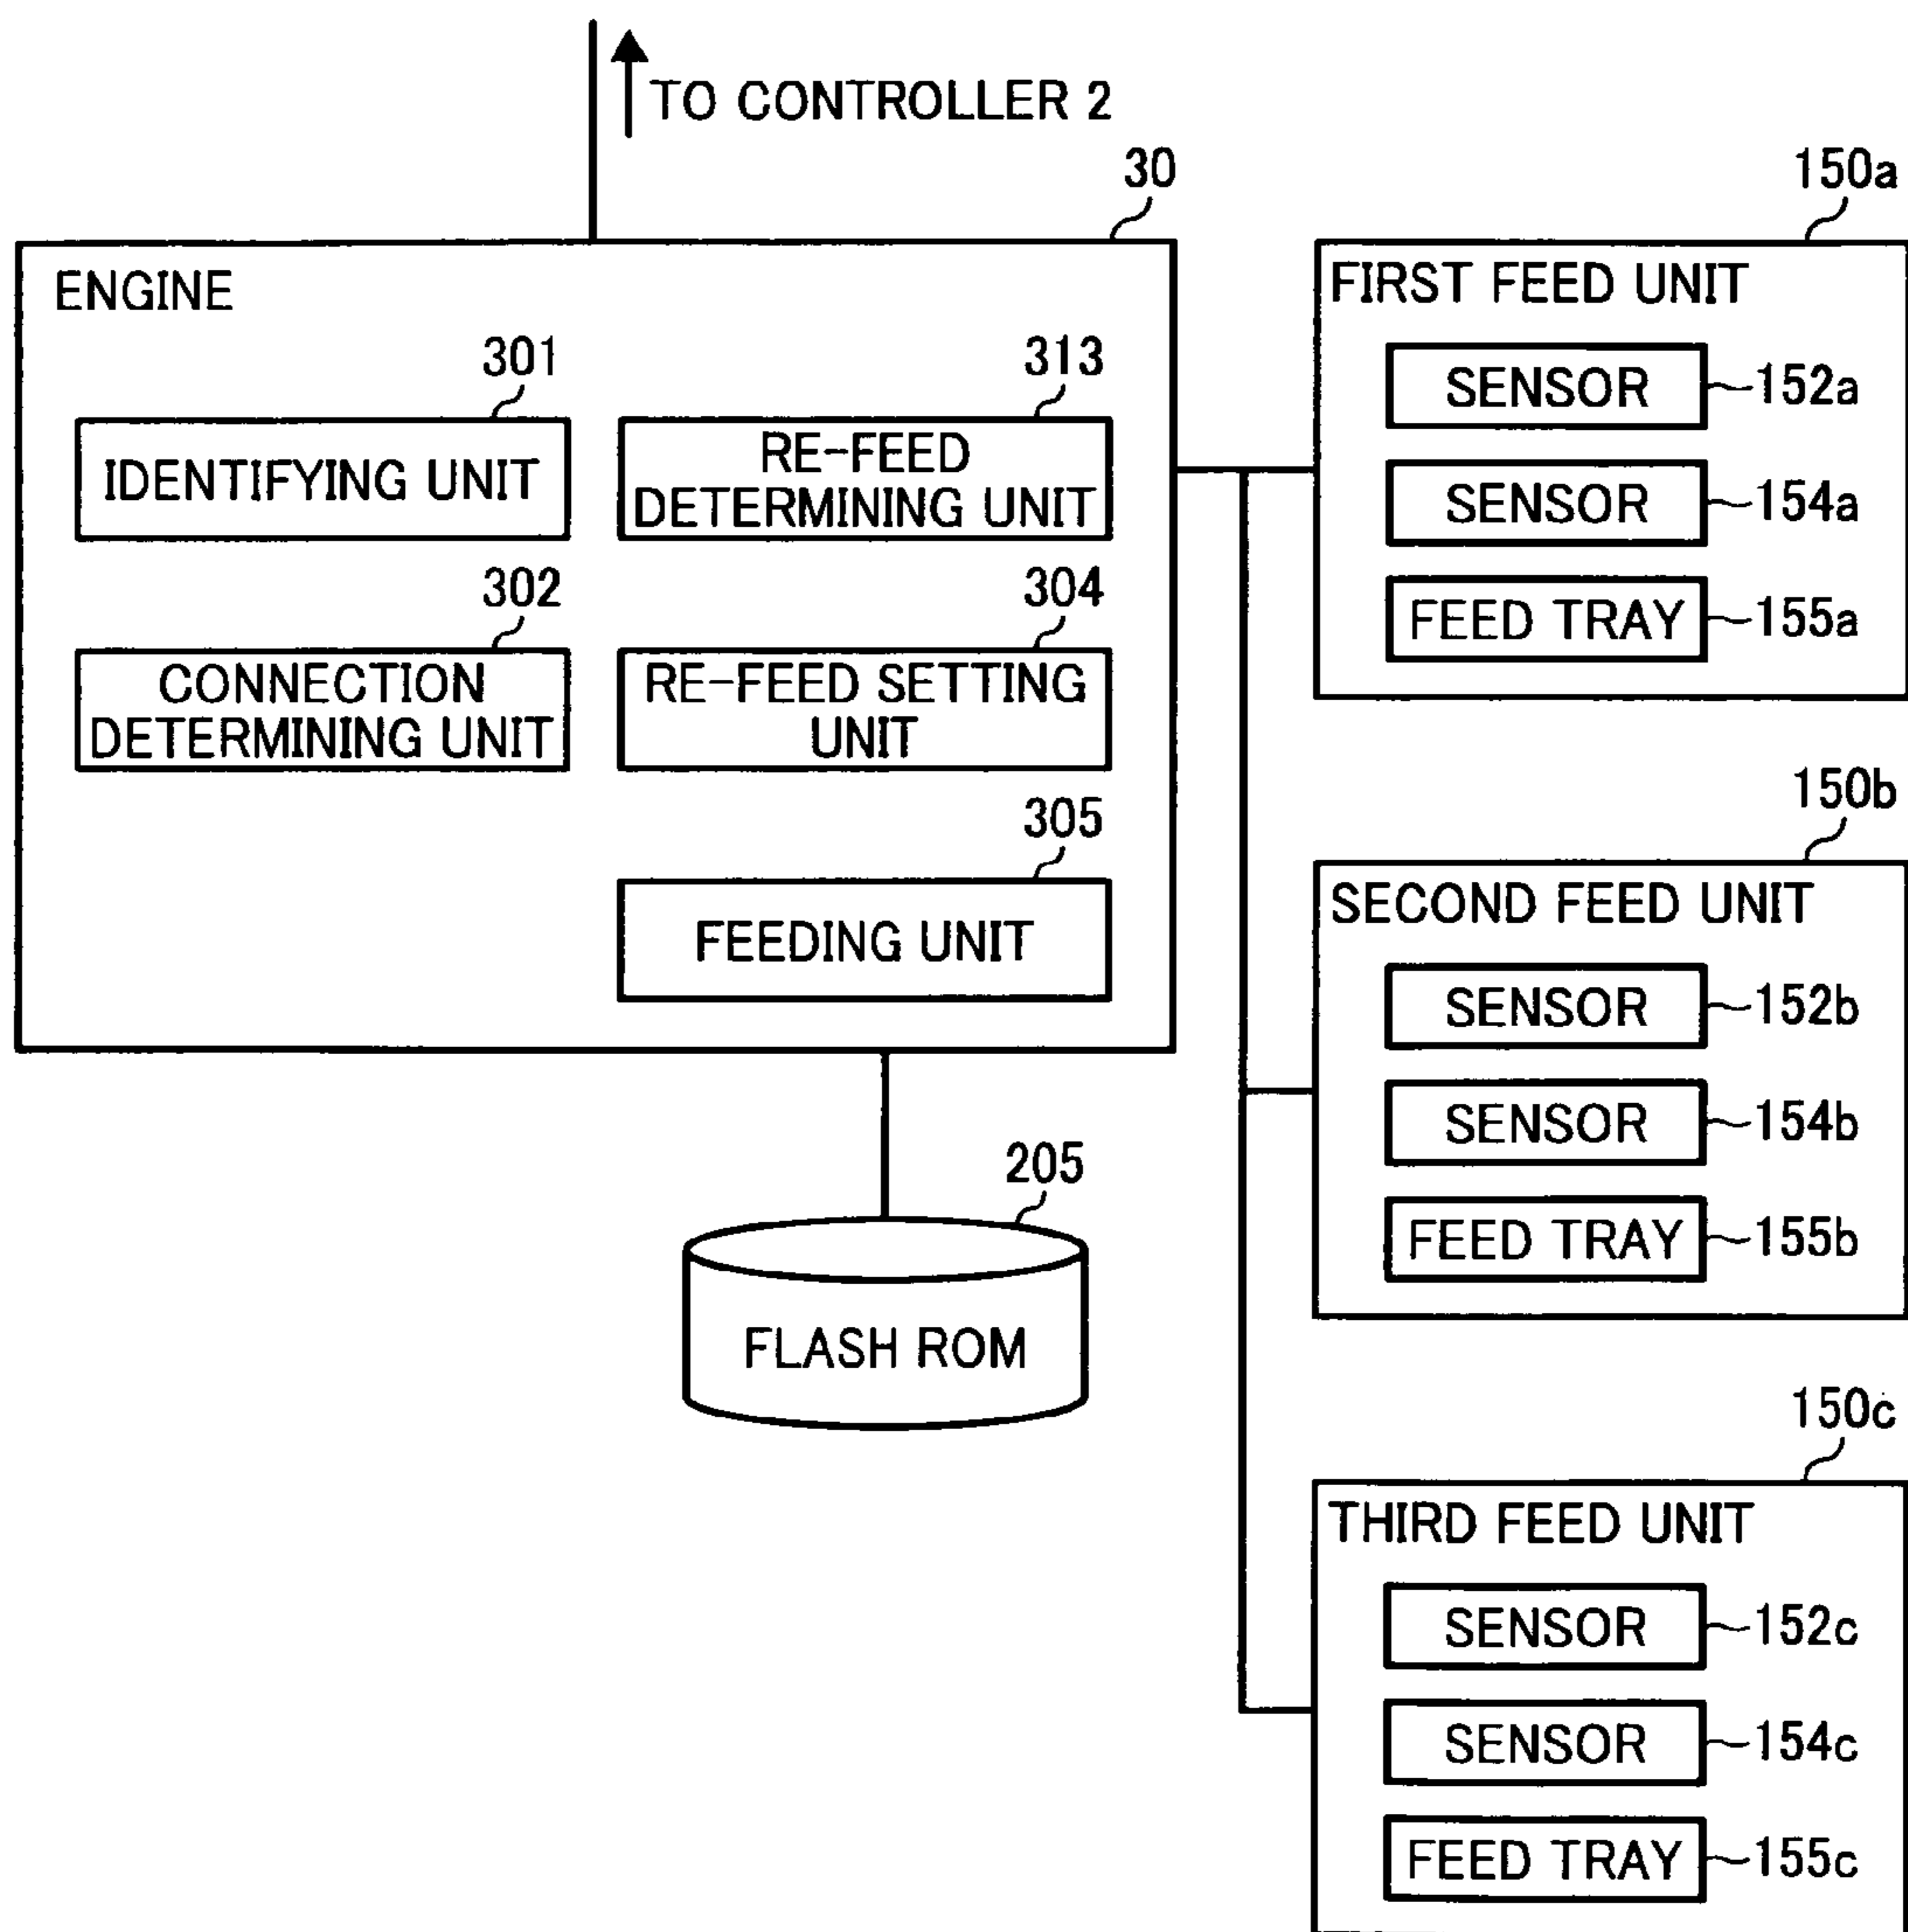 TO CONTROLLER 2
30
ENGINE
301
IDENTIFYING UNIT
313
RE-FEED
DETERMINING UNIT
302
CONNECTION
DETERMINING UNIT
304
RE-FEED SETTING
UNIT
305
FEEDING UNIT
205
FLASH ROM
150a
FIRST FEED UNIT
SENSOR
152a
SENSOR
154a
FEED TRAY
155a
150b
SECOND FEED UNIT
SENSOR
152b
SENSOR
154b
FEED TRAY
155b
150c
THIRD FEED UNIT
SENSOR
152c
SENSOR
154c
FEED TRAY
155c